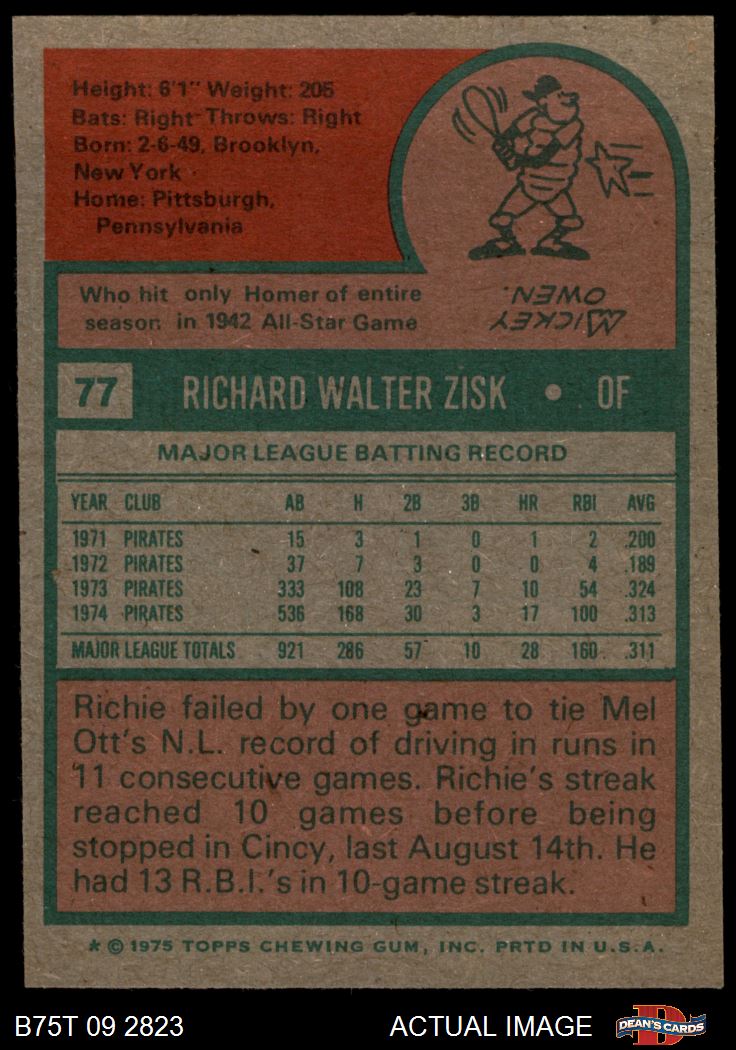 Height: 6'1" Weight: 205
Bats: Right Throws: Right
Born: 2-6-49, Brooklyn,
New York
Home: Pittsburgh,
Pennsylvania
Who hit only Homer of entire
season in 1942 All-Star Game
MICKEY
OWEN.
77 RICHARD WALTER ZISK • OF
MAJOR LEAGUE BATTING RECORD
YEAR CLUB AB H 2B 3B HR RBI AVG
1971 PIRATES 15 3 1 0 1 2 .200
1972 PIRATES 37 7 3 0 0 4 .189
1973 PIRATES 333 108 23 7 10 54 .324
1974 PIRATES 536 168 30 3 17 100 .313
MAJOR LEAGUE TOTALS 921 286 57 10 28 160 .311
Richie failed by one game to tie Mel
Ott's N.L. record of driving in runs in
11 consecutive games. Richie's streak
reached 10 games before being
stopped in Cincy, last August 14th. He
had 13 R.B.I.'s in 10-game streak.
* © 1975 TOPPS CHEWING GUM, INC. PRTD IN U.S.A.
B75T 09 2823
ACTUAL IMAGE
D
DEAN'S CARDS